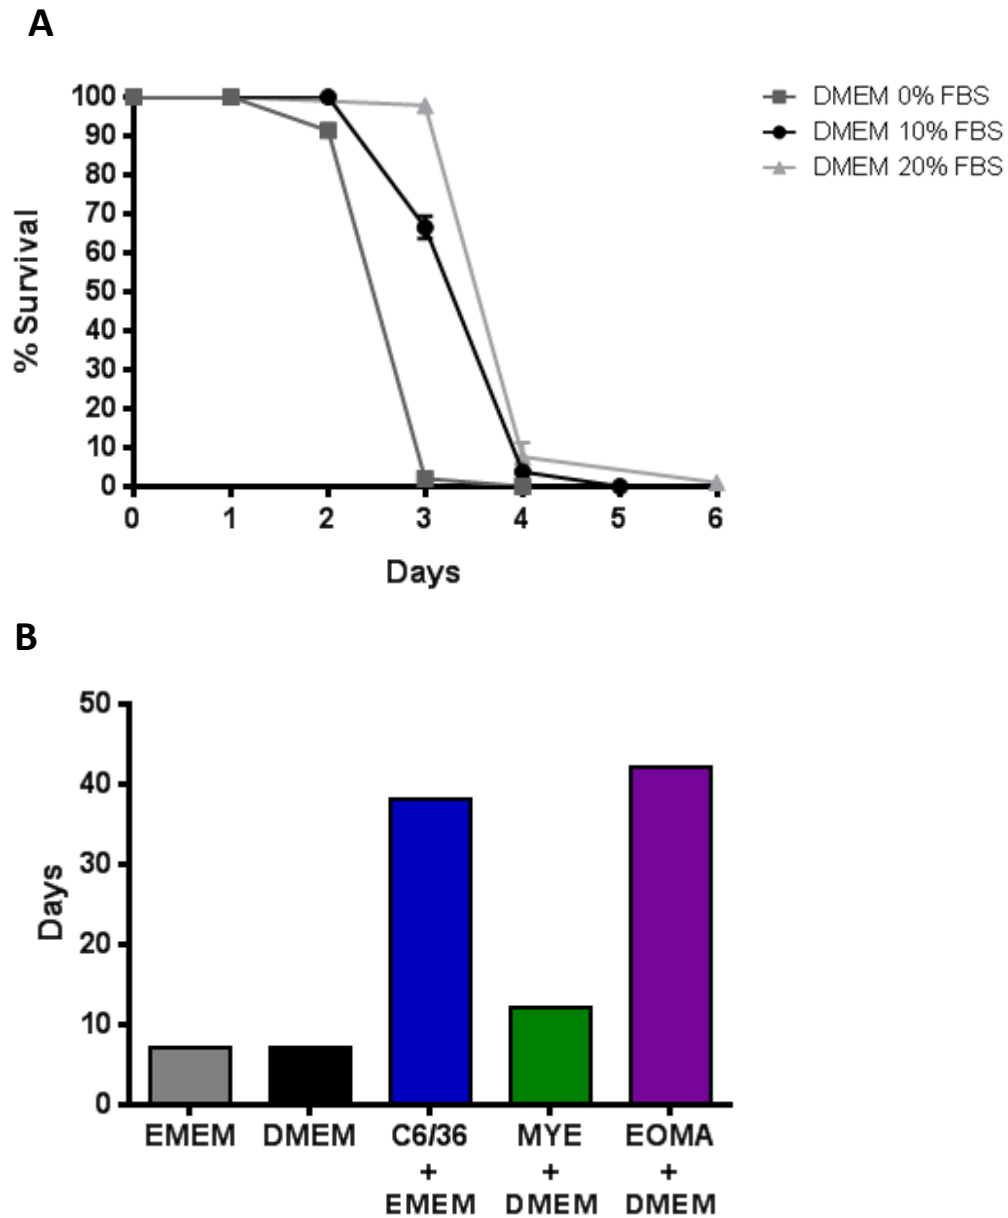 A
100
90
80
70
60
50
40
30
20
10
0
% Survival
0 1 2 3 4 5 6
Days
DMEM 0% FBS
DMEM 10% FBS
DMEM 20% FBS
B
50
40
30
20
10
0
Days
EMEM DMEM C6/36 MYE EOMA
+ + +
EMEM DMEM DMEM